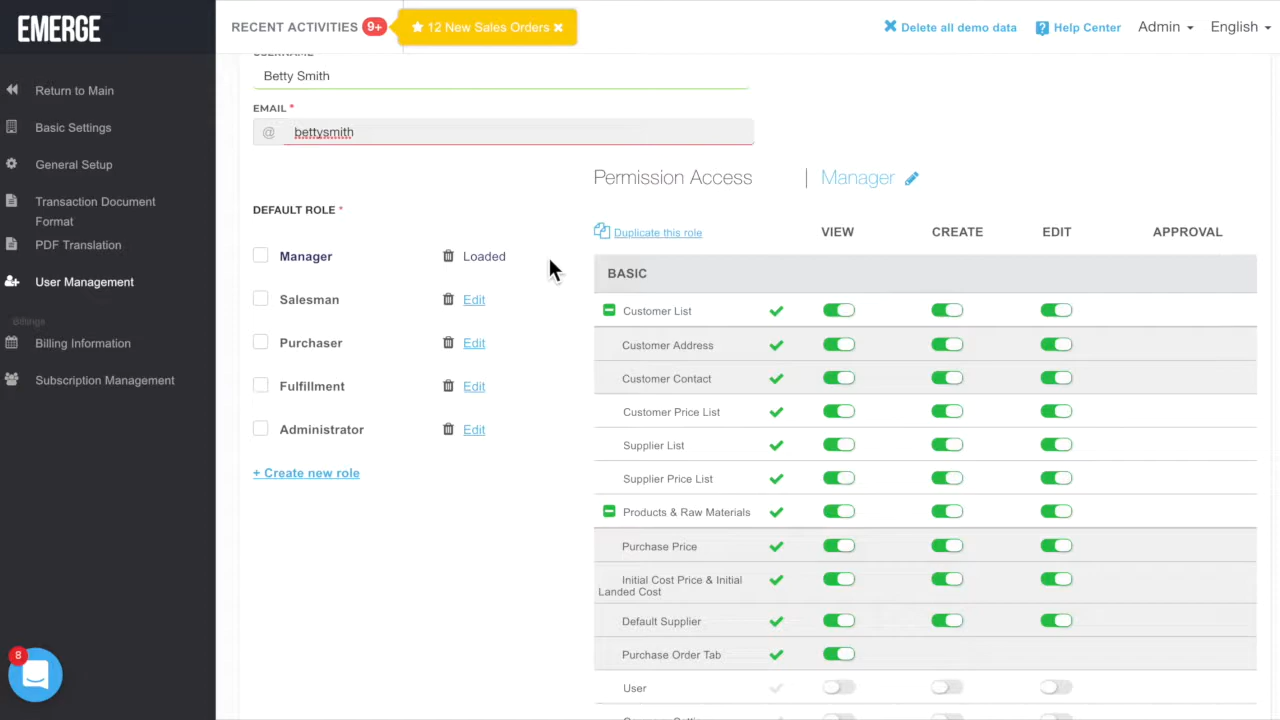 EMERGE
RECENT ACTIVITIES 9+
12 New Sales Orders
Delete all demo data
Help Center
Admin
English
Return to Main
Basic Settings
General Setup
Transaction Document
Format
PDF Translation
User Management
Billings
Billing Information
Subscription Management
8
USERNAME
Betty Smith
EMAIL *
@ bettysmith
DEFAULT ROLE *
Manager Loaded
Salesman Edit
Purchaser Edit
Fulfillment Edit
Administrator Edit
+ Create new role
Permission Access | Manager
Duplicate this role VIEW CREATE EDIT APPROVAL
BASIC
Customer List
Customer Address
Customer Contact
Customer Price List
Supplier List
Supplier Price List
Products & Raw Materials
Purchase Price
Initial Cost Price & Initial
Landed Cost
Default Supplier
Purchase Order Tab
User